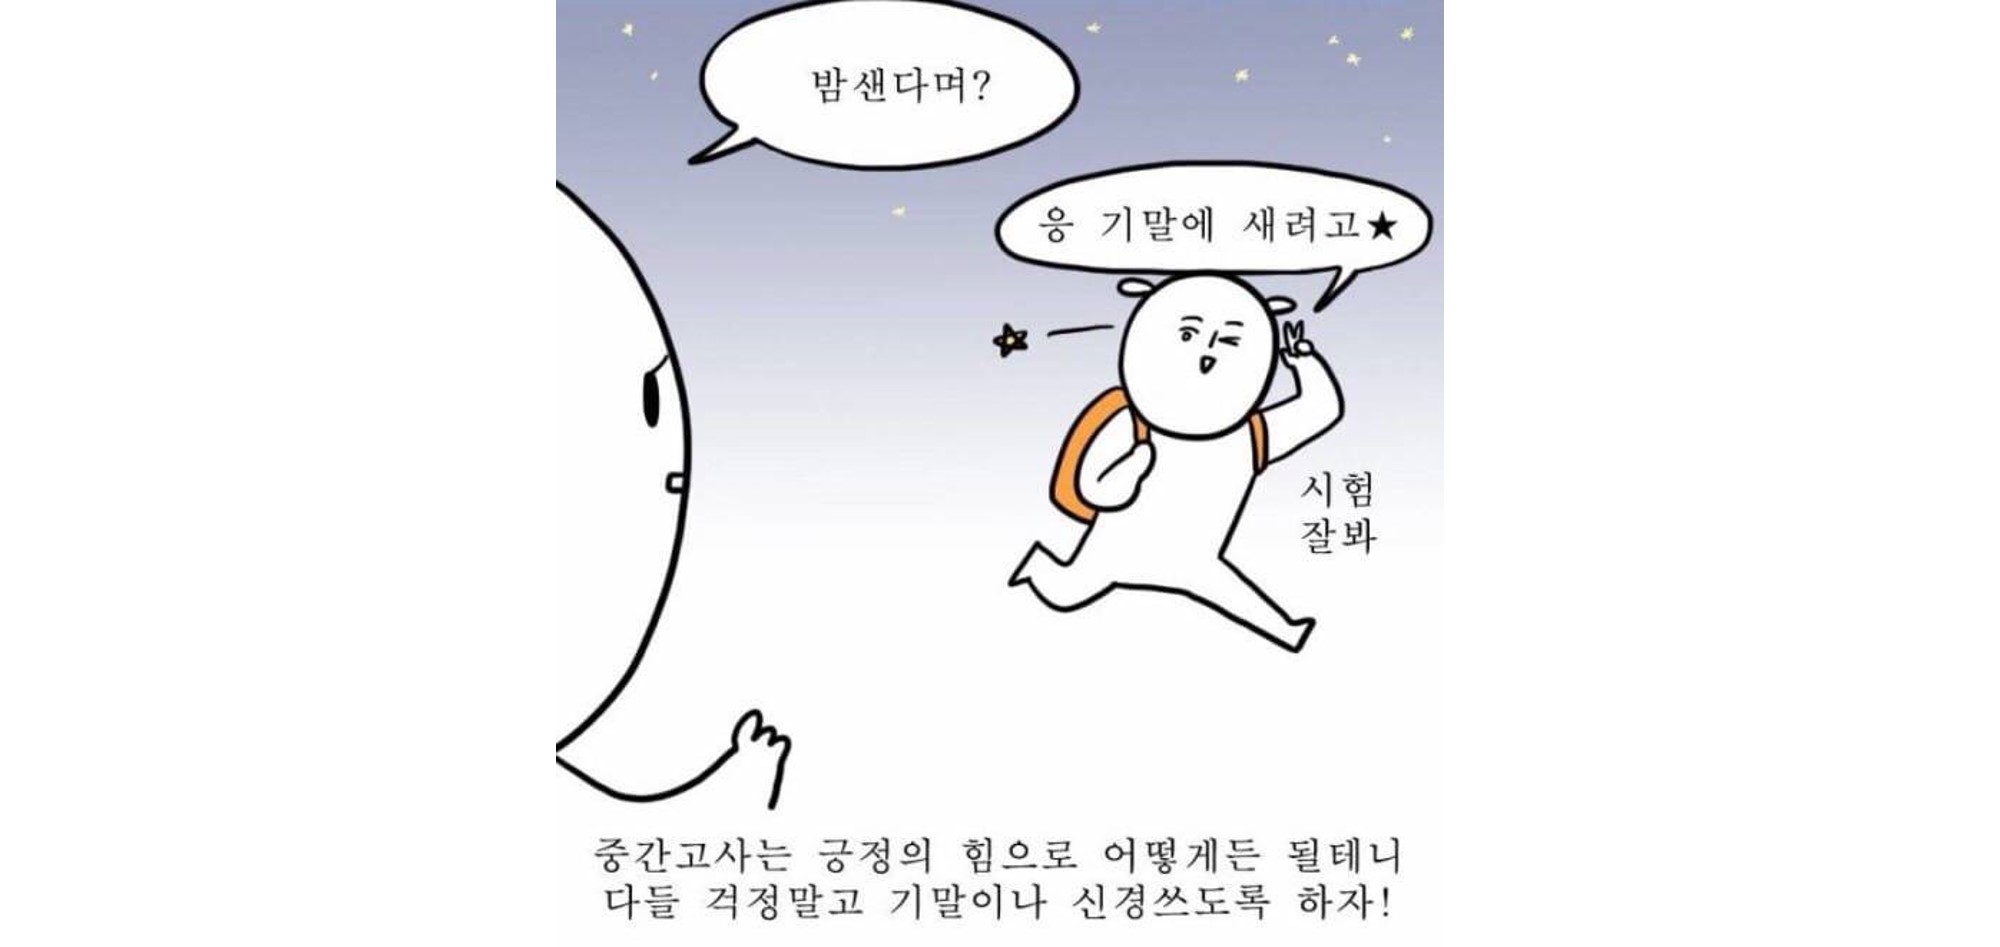 밤샌다며?
응 기말에 새려고★
시험
잘봐
중간고사는 긍정의 힘으로 어떻게든 될테니
다들 걱정말고 기말이나 신경쓰도록 하자!